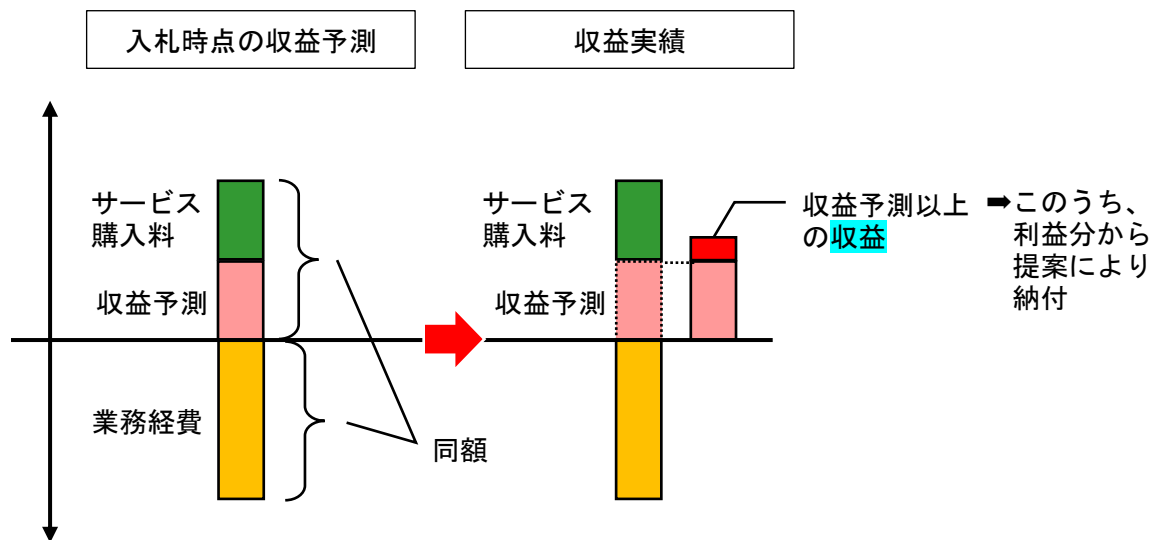 入札時点の収益予測
収益実績
サービス
購入料
収益予測
業務経費
同額
サービス
購入料
収益予測
収益予測以上
の収益
➡このうち、
利益分から
提案により
納付